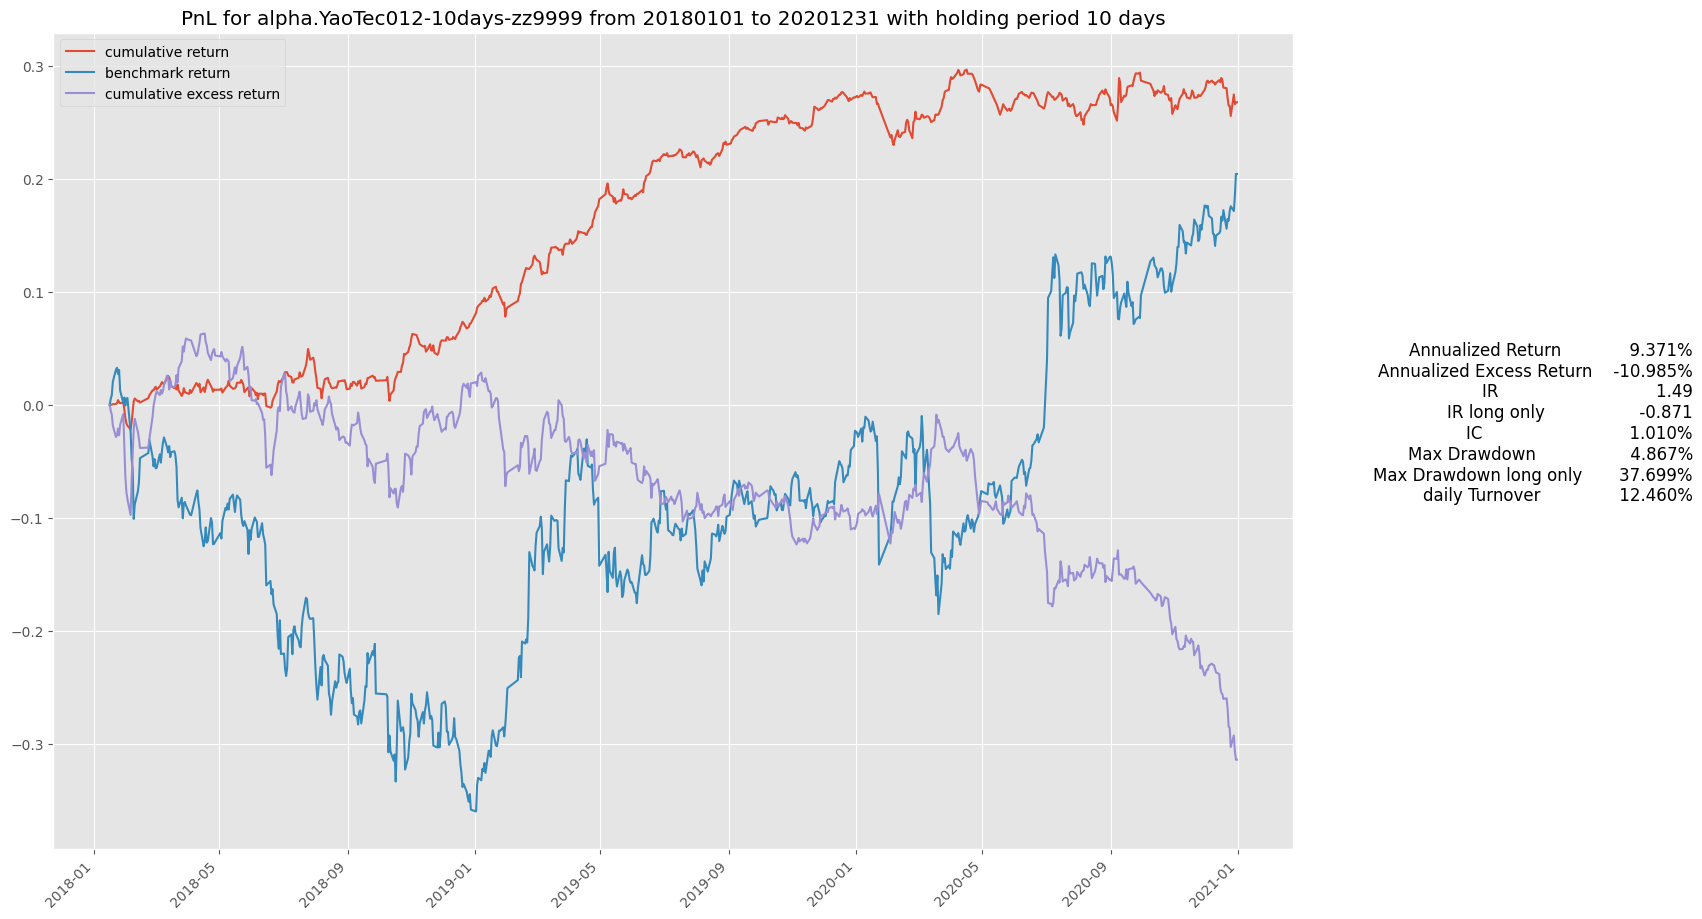 PnL for alpha.YaoTec012-10days-zz9999 from 20180101 to 20201231 with holding period 10 days
cumulative return
benchmark return
cumulative excess return
0.3
0.2
0.1
0.0
−0.1
−0.2
−0.3
2018-01
2018-05
2018-09
2019-01
2019-05
2019-09
2020-01
2020-05
2020-09
2021-01
Annualized Return 9.371%
Annualized Excess Return -10.985%
IR 1.49
IR long only -0.871
IC 1.010%
Max Drawdown 4.867%
Max Drawdown long only 37.699%
daily Turnover 12.460%